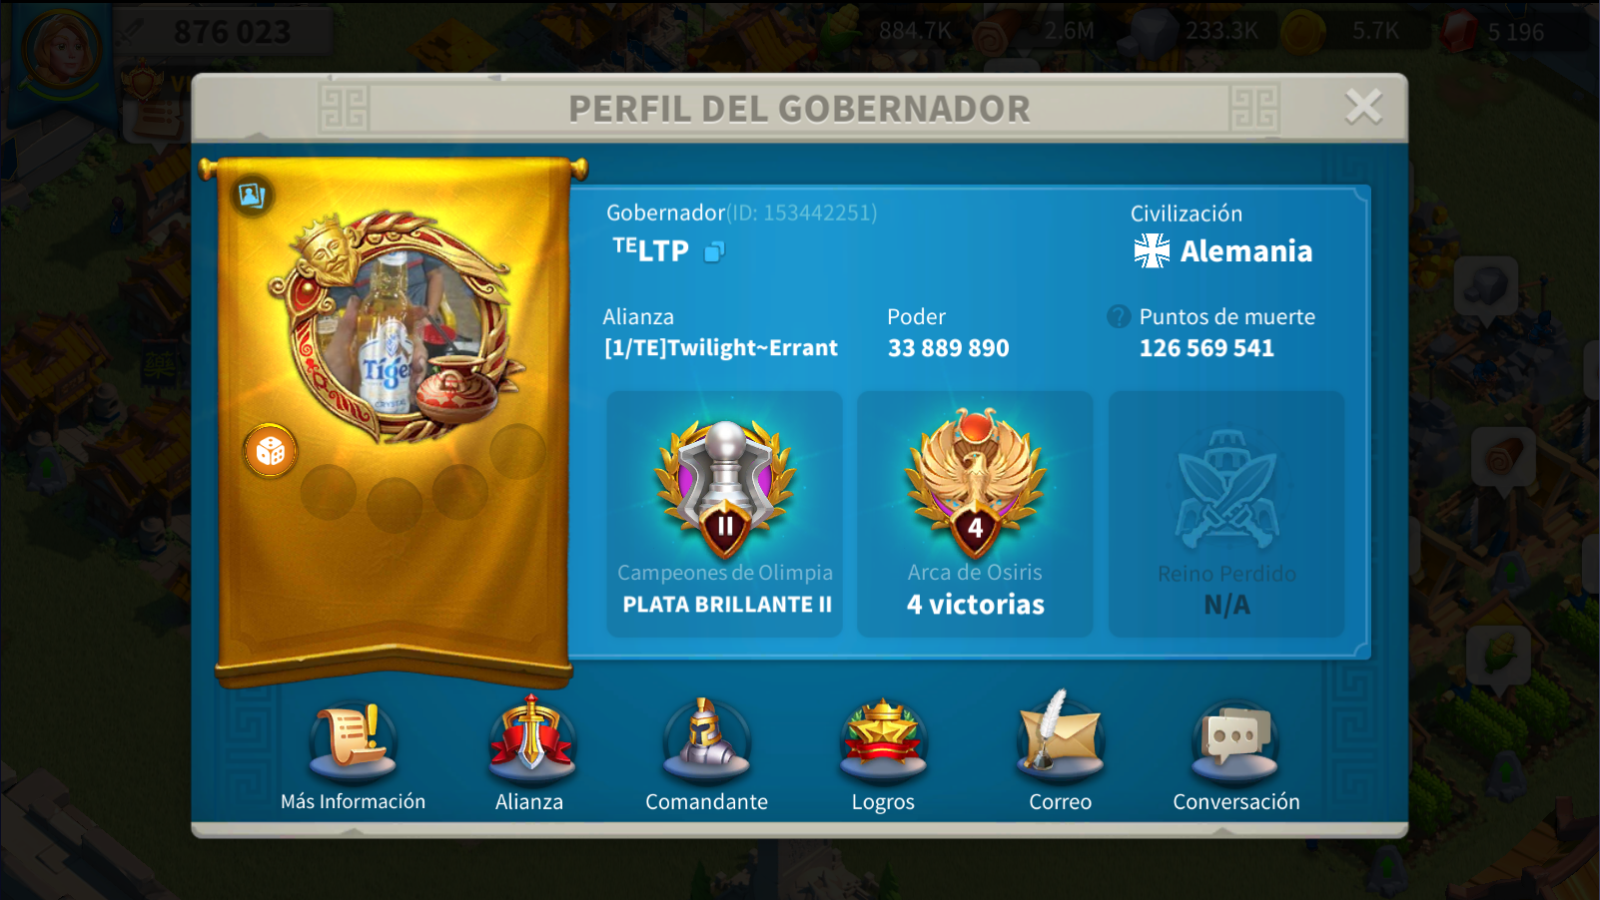 876 023
884.7K
2.6M
233.3K
5.7K
5 196
PERFIL DEL GOBERNADOR
Gobernador(ID: 153442251)
ᵀᴱLTP
Civilización
Alemania
Alianza
[1/TE]Twilight~Errant
Poder
33 889 890
? Puntos de muerte
126 569 541
Tiger
CRYSTAL
II
Campeones de Olimpia
PLATA BRILLANTE II
4
Arca de Osiris
4 victorias
Reino Perdido
N/A
Más Información
Alianza
Comandante
Logros
Correo
Conversación